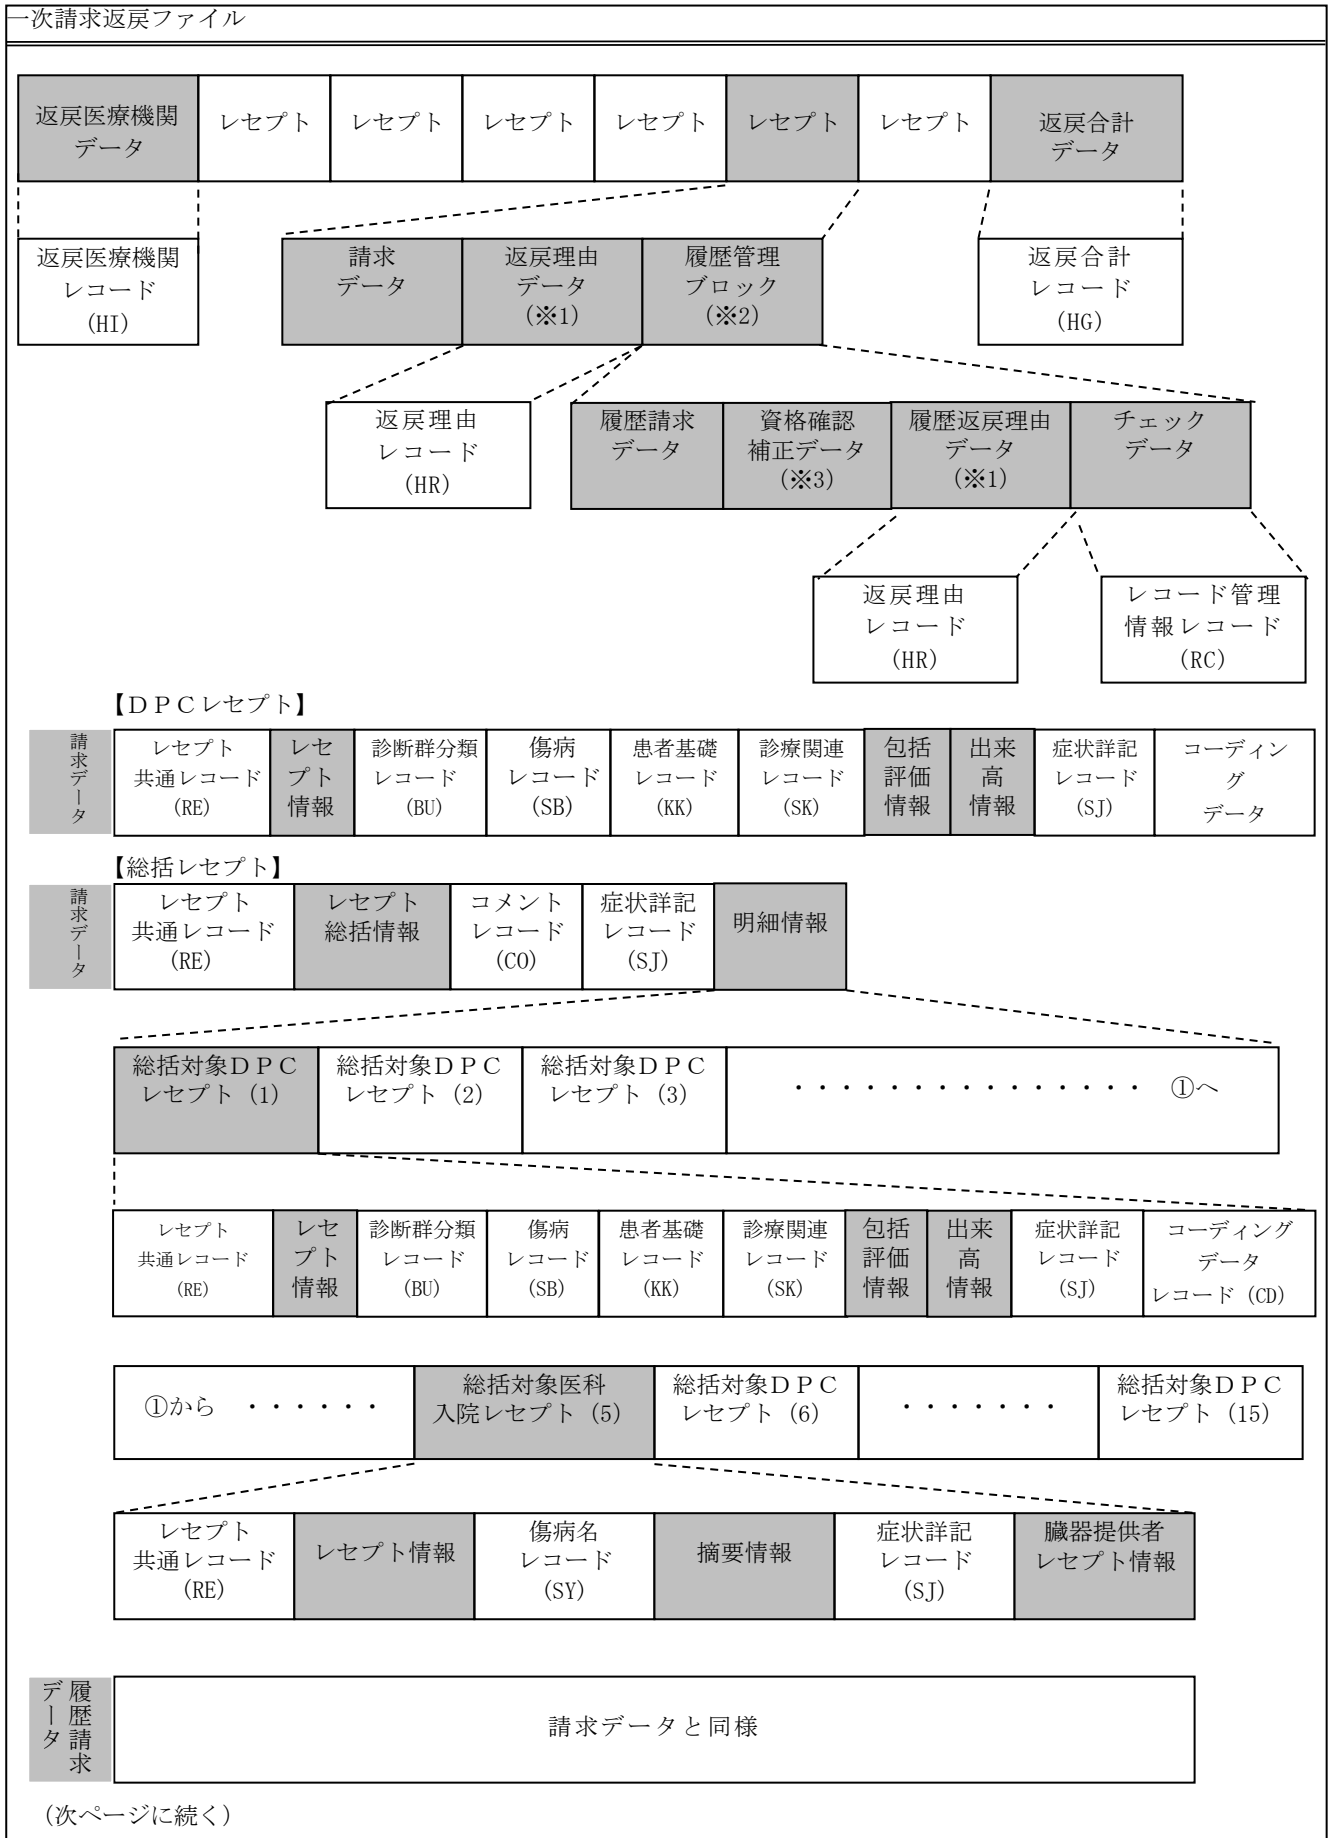 一次請求返戻ファイル
返戻医療機関
データ
レセプト
レセプト
レセプト
レセプト
レセプト
レセプト
返戻合計
データ
返戻医療機関
レコード
(HI)
請求
データ
返戻理由
データ
(※1)
履歴管理
ブロック
(※2)
返戻合計
レコード
(HG)
返戻理由
レコード
(HR)
履歴請求
データ
資格確認
補正データ
(※3)
履歴返戻理由
データ
(※1)
チェック
データ
返戻理由
レコード
(HR)
レコード管理
情報レコード
(RC)
【ＤＰＣレセプト】
請求データ
レセプト
共通レコード
(RE)
レセ
プト
情報
診断群分類
レコード
(BU)
傷病
レコード
(SB)
患者基礎
レコード
(KK)
診療関連
レコード
(SK)
包括
評価
情報
出来
高
情報
症状詳記
レコード
(SJ)
コーディン
グ
データ
【総括レセプト】
請求データ
レセプト
共通レコード
(RE)
レセプト
総括情報
コメント
レコード
(CO)
症状詳記
レコード
(SJ)
明細情報
総括対象ＤＰＣ
レセプト（1）
総括対象ＤＰＣ
レセプト（2）
総括対象ＤＰＣ
レセプト（3）
・・・・・・・・・・・・・・・ ①へ
レセプト
共通レコード
(RE)
レセ
プト
情報
診断群分類
レコード
(BU)
傷病
レコード
(SB)
患者基礎
レコード
(KK)
診療関連
レコード
(SK)
包括
評価
情報
出来
高
情報
症状詳記
レコード
(SJ)
コーディング
データ
レコード（CD）
①から ・・・・・・
総括対象医科
入院レセプト（5）
総括対象ＤＰＣ
レセプト（6）
・・・・・・・
総括対象ＤＰＣ
レセプト（15）
レセプト
共通レコード
(RE)
レセプト情報
傷病名
レコード
(SY)
摘要情報
症状詳記
レコード
(SJ)
臓器提供者
レセプト情報
履歴請求
データ
請求データと同様
（次ページに続く）